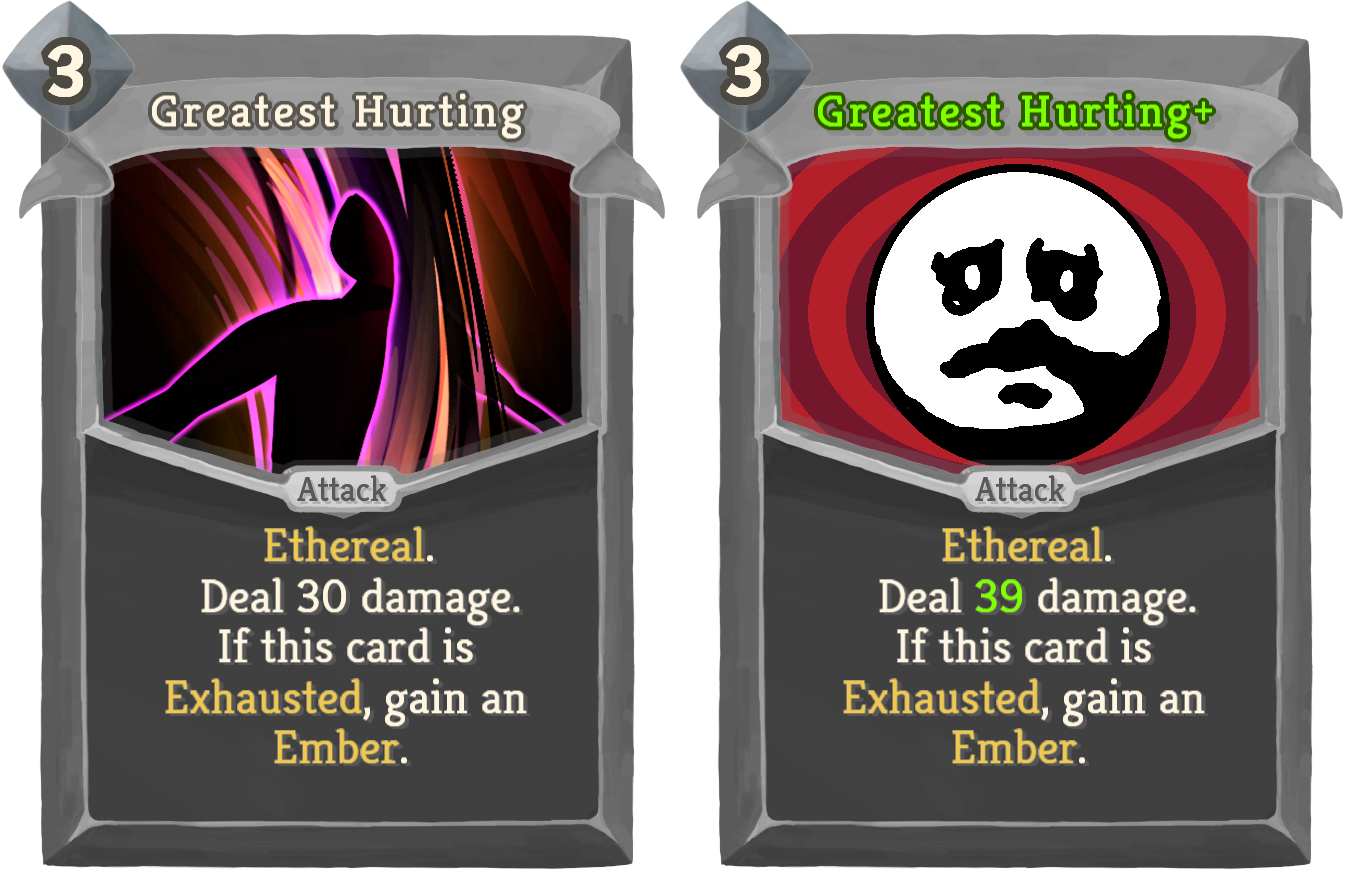 3
Greatest Hurting
Attack
Ethereal.
Deal 30 damage.
If this card is
Exhausted, gain an
Ember.
3
Greatest Hurting+
Attack
Ethereal.
Deal 39 damage.
If this card is
Exhausted, gain an
Ember.